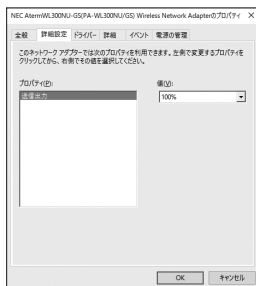 NEC AtermWL300NU-GS(PA-WL300NU/GS) Wireless Network Adapterのプロパティ
全般 詳細設定 ドライバー 詳細 イベント 電源の管理
このネットワーク アダプターでは次のプロパティを利用できます。左側で変更するプロパティを
クリックしてから、右側でその値を選択してください。
プロパティ(P):
値(V):
送信出力
100%
OK キャンセル